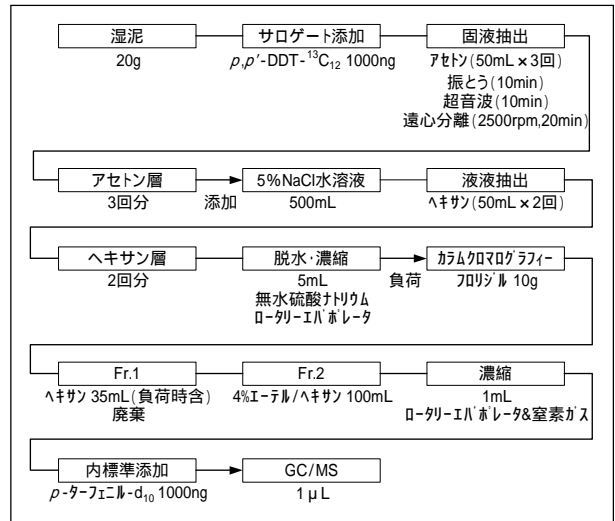 湿泥
20g
サロゲート添加
p,p'-DDT-¹³C₁₂ 1000ng
固液抽出
ｱｾﾄﾝ(50mL×3回)
振とう(10min)
超音波(10min)
遠心分離(2500rpm,20min)
アセトン層
3回分
添加
5%NaCl水溶液
500mL
液液抽出
ﾍｷｻﾝ(50mL×2回)
ヘキサン層
2回分
脱水･濃縮
5mL
無水硫酸ﾅﾄﾘｳﾑ
ﾛｰﾀﾘｰｴﾊﾞﾎﾟﾚｰﾀ
負荷
ｶﾗﾑｸﾛﾏﾛｸﾞﾗﾌｨｰ
ﾌﾛﾘｼﾞﾙ 10g
Fr.1
ﾍｷｻﾝ 35mL(負荷時含)
廃棄
Fr.2
4%ｴｰﾃﾙ/ﾍｷｻﾝ 100mL
濃縮
1mL
ﾛｰﾀﾘｰｴﾊﾞﾎﾟﾚｰﾀ&窒素ｶﾞｽ
内標準添加
p-ﾀｰﾌｪﾆﾙ-d₁₀ 1000ng
GC/MS
1μL